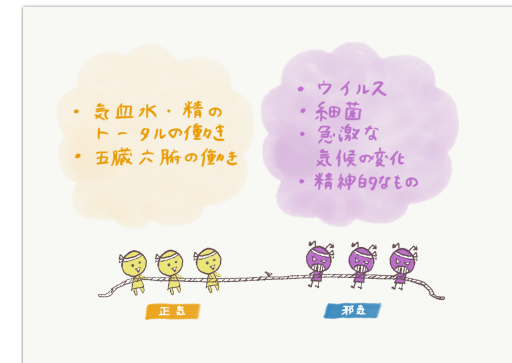 ・気血水・精の
トータルの働き
・五臓六腑の働き
・ウイルス
・細菌
・急激な
気候の変化
・精神的なもの
正気
邪気